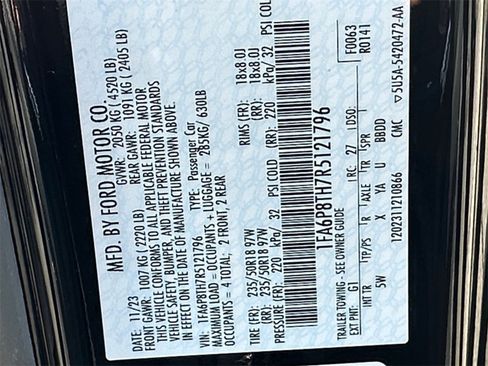 MD. BY FORD MOTOR CO.
DATE: 11/23 GVWR: 2050 KG (4520 LB)
FRONT GAWR: 1007 KG (2220 LB) REAR GAWR: 1091 KG (2405 LB)
THIS VEHICLE CONFORMS TO ALL APPLICABLE FEDERAL MOTOR
VEHICLE SAFETY, BUMPER, AND THEFT PREVENTION STANDARDS
IN EFFECT ON THE DATE OF MANUFACTURE SHOWN ABOVE.
VIN: 1FA6P8TH7R5121796 TYPE: Passenger Car
MAXIMUM LOAD = OCCUPANTS + LUGGAGE = 285KG/ 630LB
OCCUPANTS = 4 TOTAL, 2 FRONT, 2 REAR
TIRE (FR): 235/50R18 97W RIMS (FR): 18x8.0J
TIRE (RR): 235/50R18 97W (RR): 18x8.0J
PRESSURE (FR): 220 kPa/ 32 PSI COLD (RR): 220 kPa/ 32 PSI COLD
1FA6P8TH7R5121796
TRAILER TOWING - SEE OWNER GUIDE F0063
R0141
EXT PNT: G1 RC: 27 DSO:
INT TR TP/PS R AXLE TR SPR
5W X YA U BBDD
120231121086 CMC ▽5U5A-5420472-AA